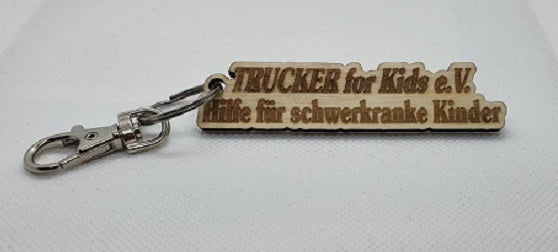 TRUCKER for Kids e.V.
Hilfe für schwerkranke Kinder